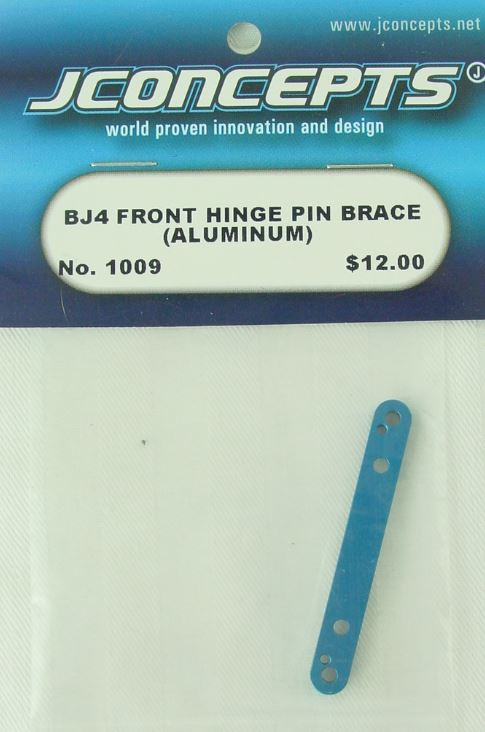 www.jconcepts.net
JCONCEPTS J
world proven innovation and design
BJ4 FRONT HINGE PIN BRACE
(ALUMINUM)
No. 1009 $12.00